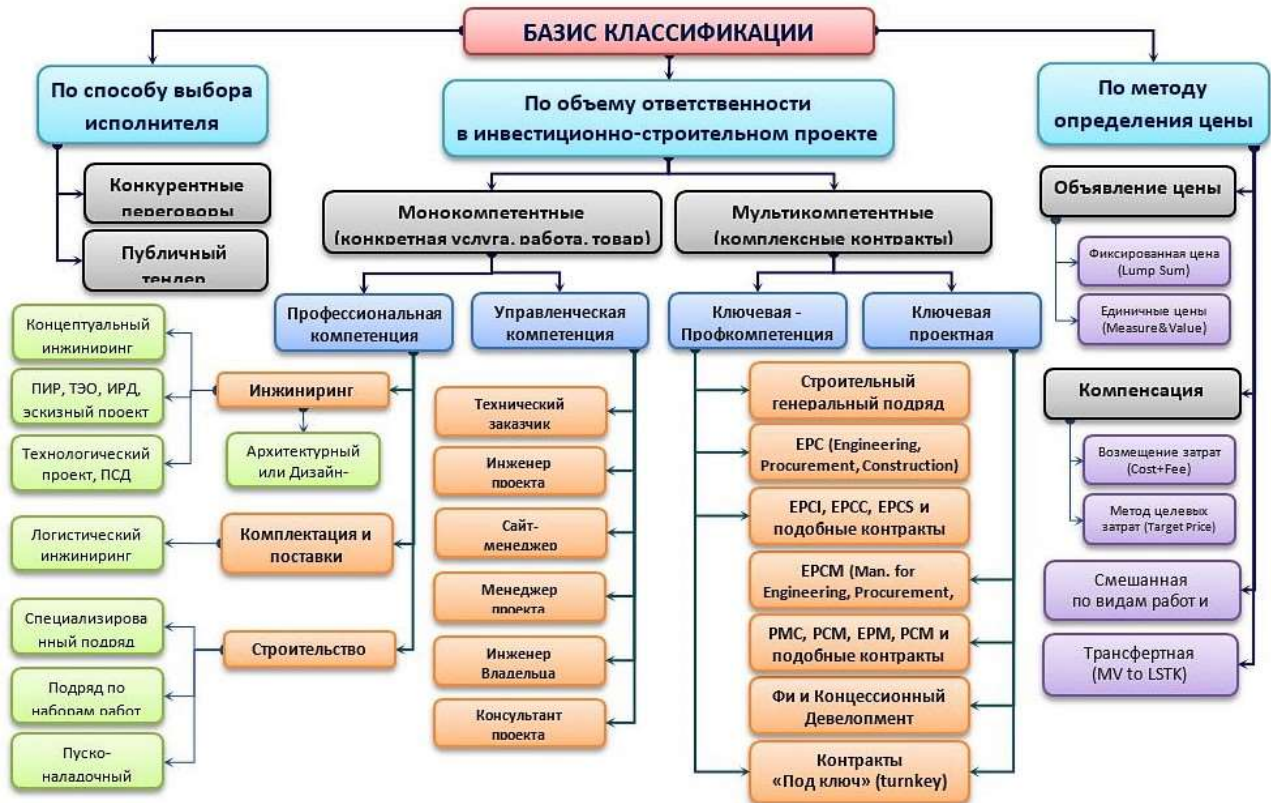 БАЗИС КЛАССИФИКАЦИИ
По способу выбора
исполнителя
Конкурентные
переговоры
Публичный
тендер
По объему ответственности
в инвестиционно-строительном проекте
Монокомпетентные
(конкретная услуга, работа, товар)
Мультикомпетентные
(комплексные контракты)
Профессиональная
компетенция
Управленческая
компетенция
Ключевая -
Профкомпетенция
Ключевая
проектная
Концептуальный
инжиниринг
ПИР, ТЭО, ИРД,
эскизный проект
Технологический
проект, ПСД
Инжиниринг
Архитектурный
или Дизайн-
Логистический
инжиниринг
Комплектация и
поставки
Специализирова
нный подряд
Подряд по
наборам работ
Пуско-
наладочный
Строительство
Технический
заказчик
Инженер
проекта
Сайт-
менеджер
Менеджер
проекта
Инженер
Владельца
Консультант
проекта
Строительный
генеральный подряд
EPC (Engineering,
Procurement, Construction)
EPCI, EPCC, EPCS и
подобные контракты
EPCM (Man. for
Engineering, Procurement,
PMC, PCM, EPM, PCM и
подобные контракты
Фи и Концессионный
Девелопмент
Контракты
«Под ключ» (turnkey)
По методу
определения цены
Объявление цены
Фиксированная цена
(Lump Sum)
Единичные цены
(Measure&Value)
Компенсация
Возмещение затрат
(Cost+Fee)
Метод целевых
затрат (Target Price)
Смешанная
по видам работ и
Трансфертная
(MV to LSTK)